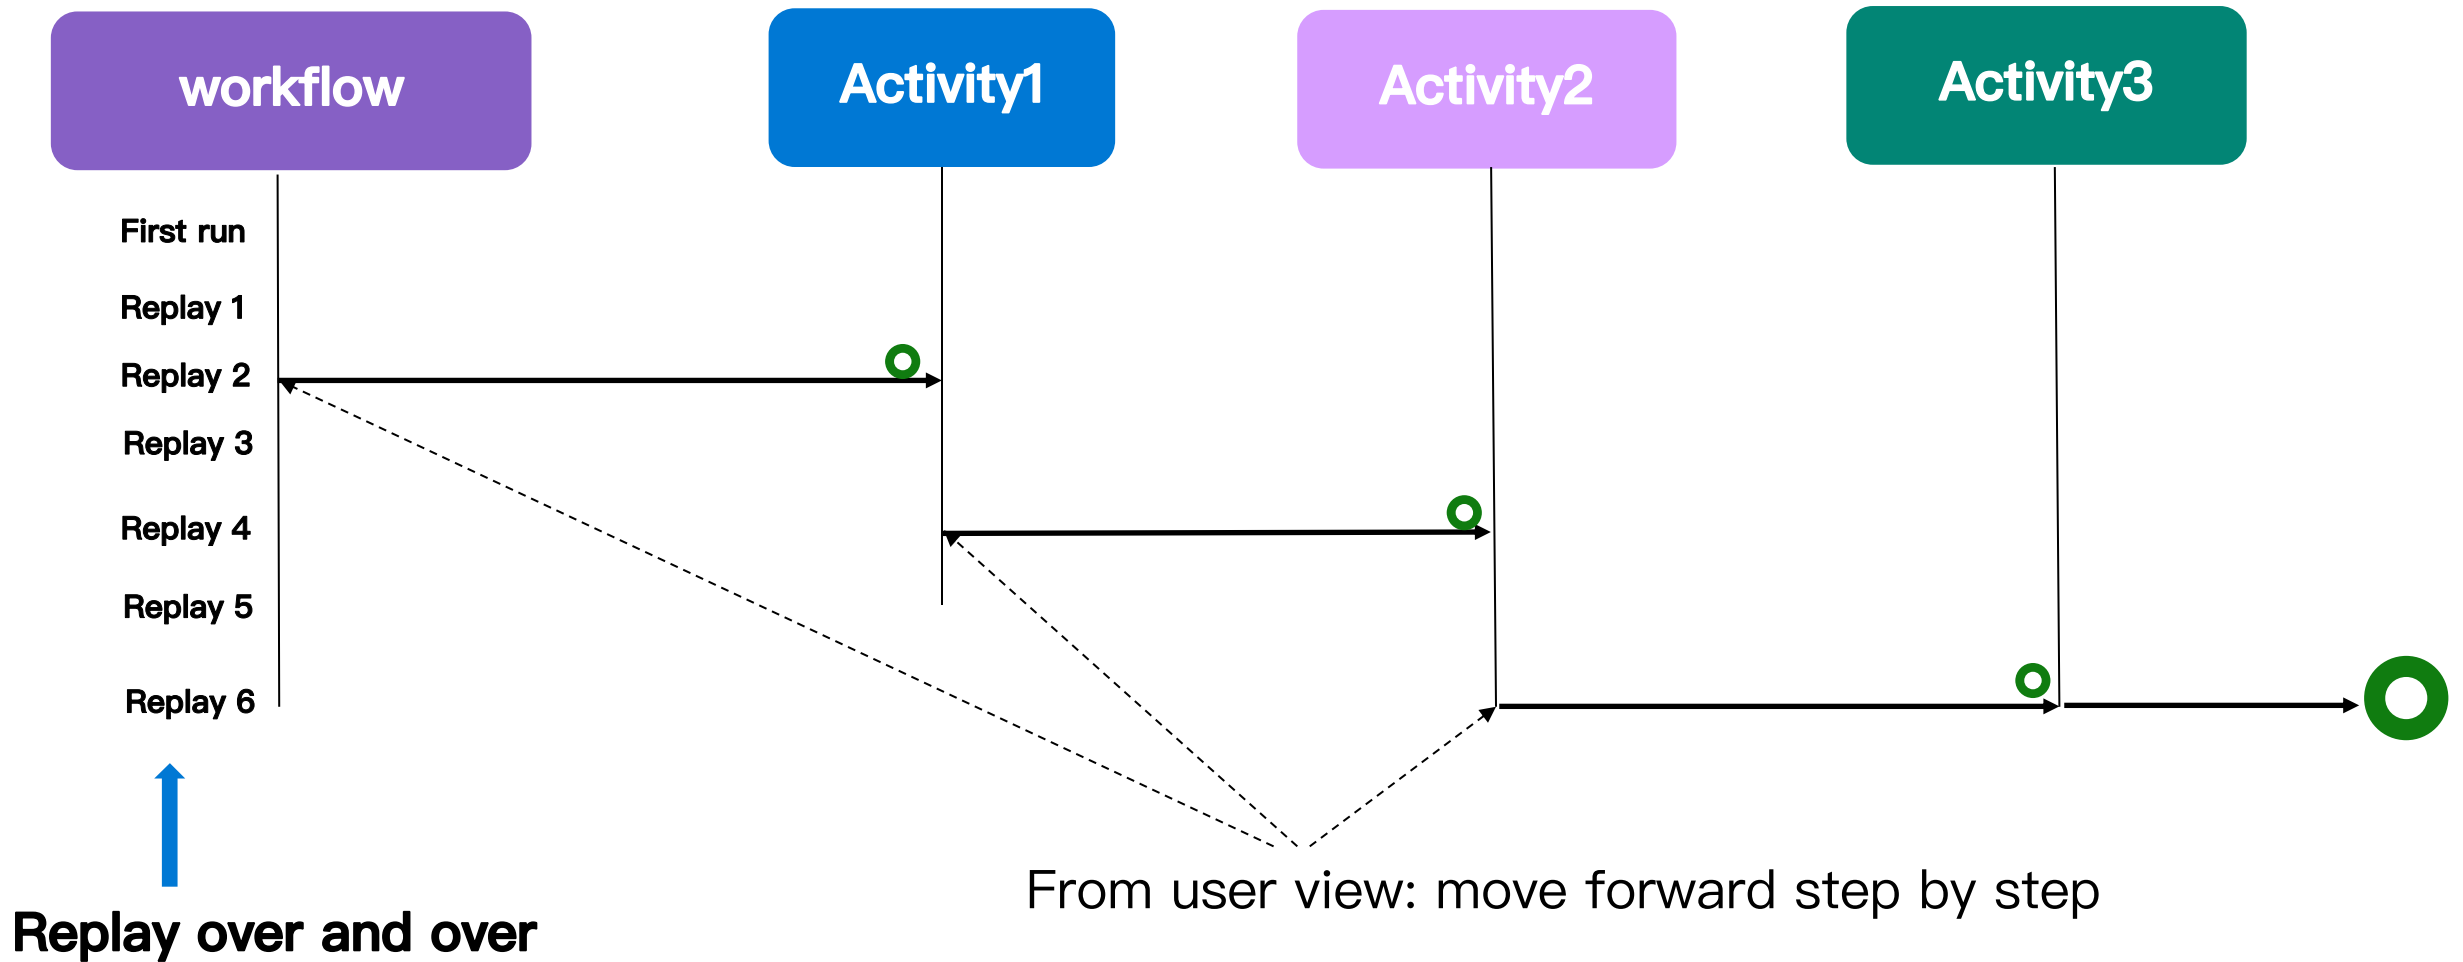 workflow
Activity1
Activity2
Activity3
First run
Replay 1
Replay 2
Replay 3
Replay 4
Replay 5
Replay 6
From user view: move forward step by step
Replay over and over